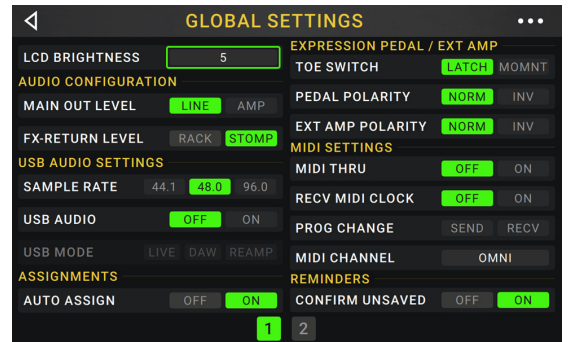 GLOBAL SETTINGS
LCD BRIGHTNESS 5
AUDIO CONFIGURATION
MAIN OUT LEVEL LINE AMP
FX-RETURN LEVEL RACK STOMP
USB AUDIO SETTINGS
SAMPLE RATE 44.1 48.0 96.0
USB AUDIO OFF ON
USB MODE LIVE DAW REAMP
ASSIGNMENTS
AUTO ASSIGN OFF ON
EXPRESSION PEDAL / EXT AMP
TOE SWITCH LATCH MOMNT
PEDAL POLARITY NORM INV
EXT AMP POLARITY NORM INV
MIDI SETTINGS
MIDI THRU OFF ON
RECV MIDI CLOCK OFF ON
PROG CHANGE SEND RECV
MIDI CHANNEL OMNI
REMINDERS
CONFIRM UNSAVED OFF ON
1 2